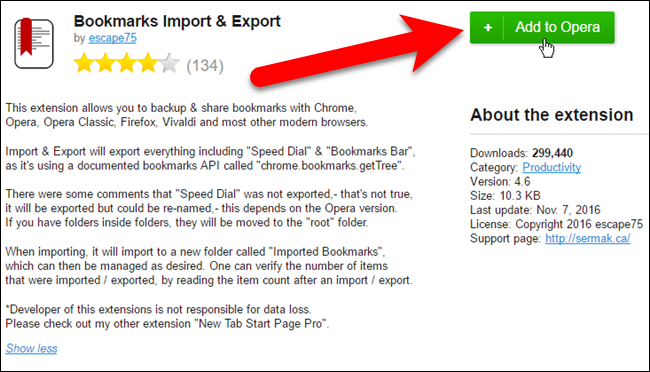 Bookmarks Import & Export
by escape75
(134)
+ Add to Opera
This extension allows you to backup & share bookmarks with Chrome,
Opera, Opera Classic, Firefox, Vivaldi and most other modern browsers.
Import & Export will export everything including "Speed Dial" & "Bookmarks Bar",
as it's using a documented bookmarks API called "chrome.bookmarks.getTree".
There were some comments that "Speed Dial" was not exported,- that's not true,
it will be exported but could be re-named,- this depends on the Opera version.
If you have folders inside folders, they will be moved to the "root" folder.
When importing, it will import to a new folder called "Imported Bookmarks",
which can then be managed as desired. One can verify the number of items
that were imported / exported, by reading the item count after an import / export.
*Developer of this extensions is not responsible for data loss.
Please check out my other extension "New Tab Start Page Pro".
Show less
About the extension
Downloads: 299,440
Category: Productivity
Version: 4.6
Size: 10.3 KB
Last update: Nov. 7, 2016
License: Copyright 2016 escape75
Support page: http://sermak.ca/